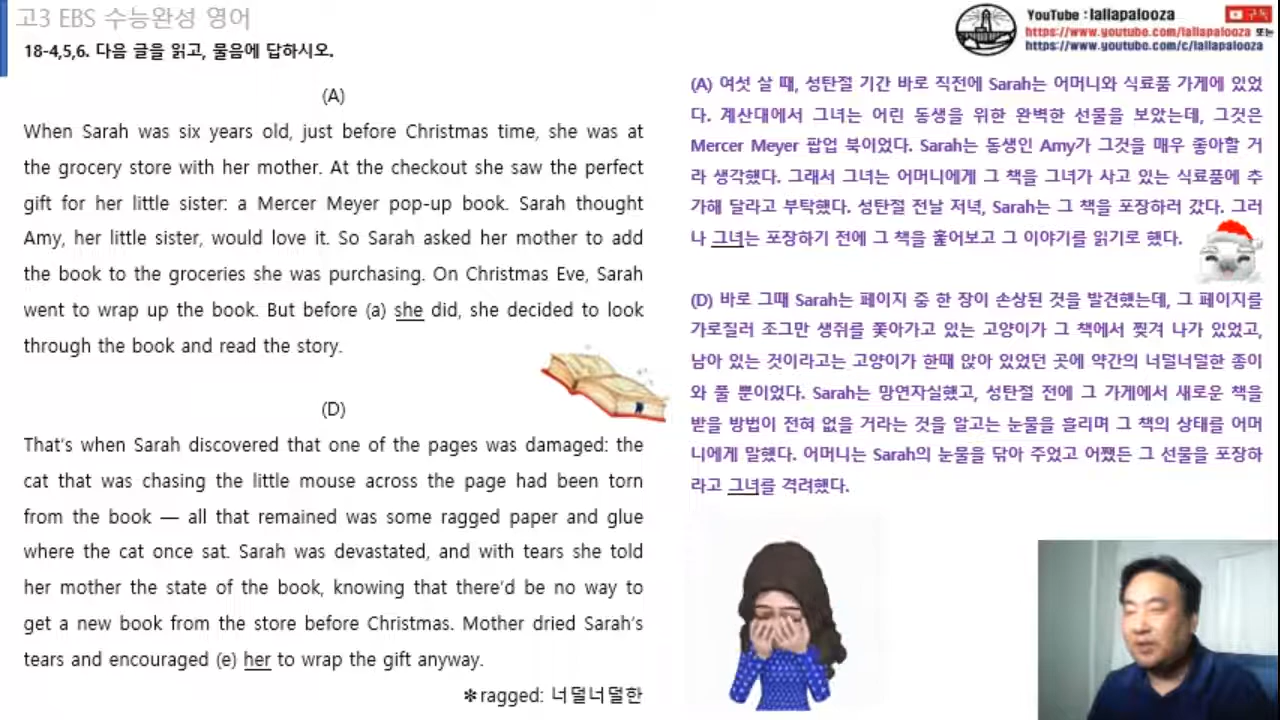 고3 EBS 수능완성 영어
18-4,5,6. 다음 글을 읽고, 물음에 답하시오.
YouTube : lallapalooza
구독
https://www.youtube.com/lallapalooza 또는
https://www.youtube.com/c/lallapalooza
(A)
When Sarah was six years old, just before Christmas time, she was at
the grocery store with her mother. At the checkout she saw the perfect
gift for her little sister: a Mercer Meyer pop-up book. Sarah thought
Amy, her little sister, would love it. So Sarah asked her mother to add
the book to the groceries she was purchasing. On Christmas Eve, Sarah
went to wrap up the book. But before (a) she did, she decided to look
through the book and read the story.
(D)
That's when Sarah discovered that one of the pages was damaged: the
cat that was chasing the little mouse across the page had been torn
from the book — all that remained was some ragged paper and glue
where the cat once sat. Sarah was devastated, and with tears she told
her mother the state of the book, knowing that there'd be no way to
get a new book from the store before Christmas. Mother dried Sarah's
tears and encouraged (e) her to wrap the gift anyway.
✻ragged: 너덜너덜한
(A) 여섯 살 때, 성탄절 기간 바로 직전에 Sarah는 어머니와 식료품 가게에 있었
다. 계산대에서 그녀는 어린 동생을 위한 완벽한 선물을 보았는데, 그것은
Mercer Meyer 팝업 북이었다. Sarah는 동생인 Amy가 그것을 매우 좋아할 거
라 생각했다. 그래서 그녀는 어머니에게 그 책을 그녀가 사고 있는 식료품에 추
가해 달라고 부탁했다. 성탄절 전날 저녁, Sarah는 그 책을 포장하러 갔다. 그러
나 그녀는 포장하기 전에 그 책을 훑어보고 그 이야기를 읽기로 했다.
(D) 바로 그때 Sarah는 페이지 중 한 장이 손상된 것을 발견했는데, 그 페이지를
가로질러 조그만 생쥐를 쫓아가고 있는 고양이가 그 책에서 찢겨 나가 있었고,
남아 있는 것이라고는 고양이가 한때 앉아 있었던 곳에 약간의 너덜너덜한 종이
와 풀 뿐이었다. Sarah는 망연자실했고, 성탄절 전에 그 가게에서 새로운 책을
받을 방법이 전혀 없을 거라는 것을 알고는 눈물을 흘리며 그 책의 상태를 어머
니에게 말했다. 어머니는 Sarah의 눈물을 닦아 주었고 어쨌든 그 선물을 포장하
라고 그녀를 격려했다.